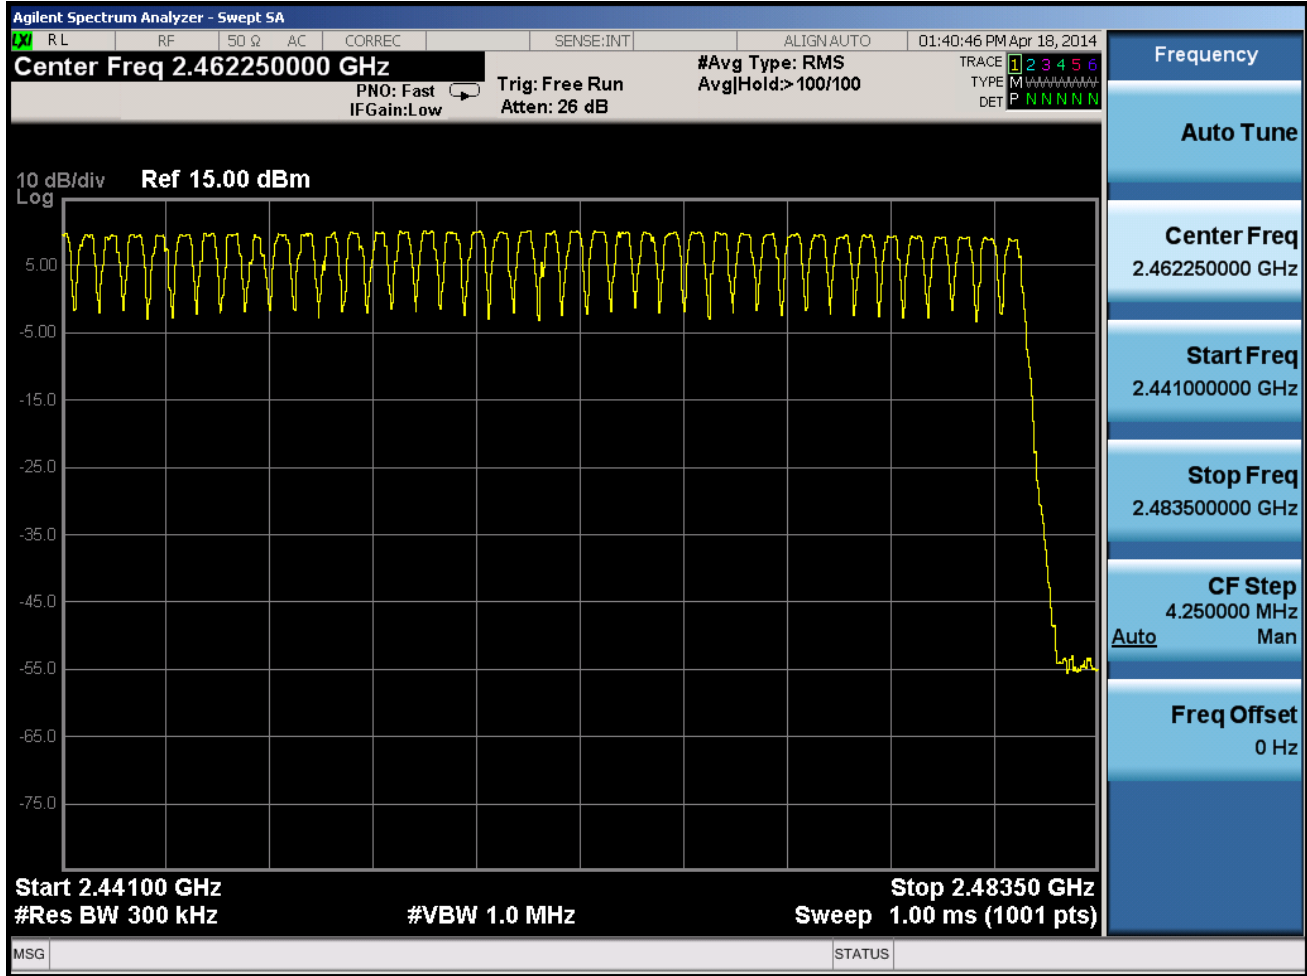 Agilent Spectrum Analyzer - Swept SA
LXI RL RF 50 Ω AC CORREC SENSE:INT ALIGN AUTO 01:40:46 PM Apr 18, 2014
Center Freq 2.462250000 GHz
PNO: Fast
IFGain:Low
Trig: Free Run
Atten: 26 dB
#Avg Type: RMS
Avg|Hold:>100/100
TRACE 1 2 3 4 5 6
TYPE M WWWWW
DET P N N N N N
10 dB/div Ref 15.00 dBm
Log
5.00
-5.00
-15.0
-25.0
-35.0
-45.0
-55.0
-65.0
-75.0
Start 2.44100 GHz Stop 2.48350 GHz
#Res BW 300 kHz #VBW 1.0 MHz Sweep 1.00 ms (1001 pts)
MSG STATUS
Frequency
Auto Tune
Center Freq
2.462250000 GHz
Start Freq
2.441000000 GHz
Stop Freq
2.483500000 GHz
CF Step
4.250000 MHz
Auto Man
Freq Offset
0 Hz